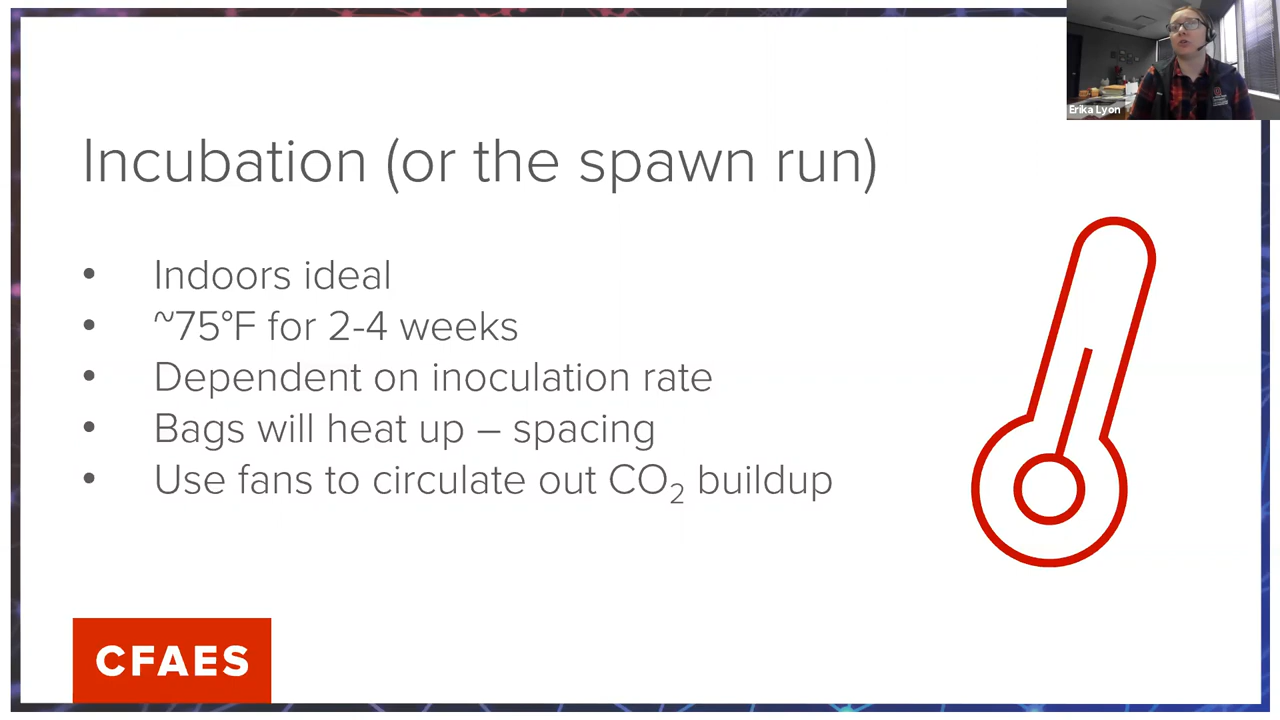 Erika Lyon
Incubation (or the spawn run)
• Indoors ideal
• ~75°F for 2-4 weeks
• Dependent on inoculation rate
• Bags will heat up – spacing
• Use fans to circulate out CO₂ buildup
CFAES